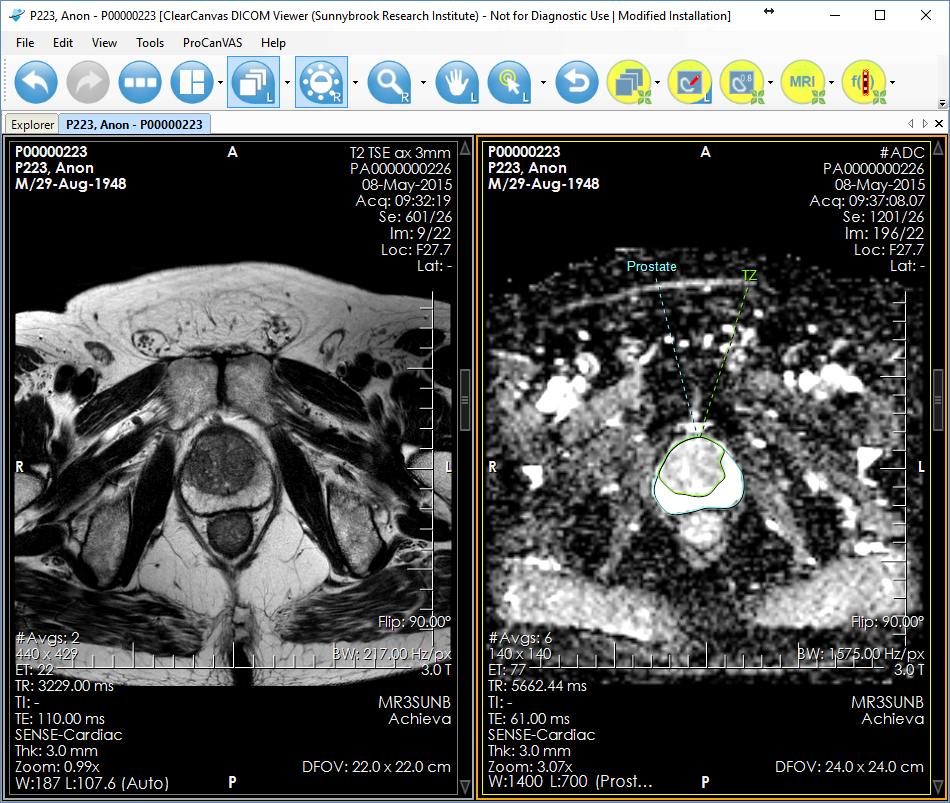 P223, Anon - P00000223 [ClearCanvas DICOM Viewer (Sunnybrook Research Institute) - Not for Diagnostic Use | Modified Installation]
File Edit View Tools ProCanVAS Help
L R R L L L 0.8 MRI f()
Explorer P223, Anon - P00000223
P00000223
P223, Anon
M/29-Aug-1948
A
T2 TSE ax 3mm
PA0000000226
08-May-2015
Acq: 09:32:19
Se: 601/26
Im: 9/22
Loc: F27.7
Lat: -
R
L
Flip: 90.00°
#Avgs: 2
440 x 429
BW: 217.00 Hz/px
ET: 22
3.0 T
TR: 3229.00 ms
TI: -
MR3SUNB
TE: 110.00 ms
Achieva
SENSE-Cardiac
Thk: 3.0 mm
Zoom: 0.99x
DFOV: 22.0 x 22.0 cm
W:187 L:107.6 (Auto)
P
P00000223
P223, Anon
M/29-Aug-1948
A
#ADC
PA0000000226
08-May-2015
Acq: 09:37:08.07
Se: 1201/26
Im: 196/22
Loc: F27.7
Lat: -
Prostate
TZ
R
L
Flip: 90.00°
#Avgs: 6
140 x 140
BW: 1575.00 Hz/px
ET: 77
3.0 T
TR: 5662.44 ms
TI: -
MR3SUNB
TE: 61.00 ms
Achieva
SENSE-Cardiac
Thk: 3.0 mm
Zoom: 3.07x
DFOV: 24.0 x 24.0 cm
W:1400 L:700 (Prost...
P